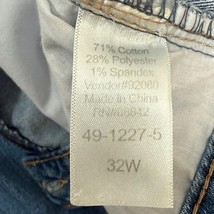 71% Cotton
28% Polyester
1% Spandex
Vendor#92080
Made in China
49-1227-5
32W